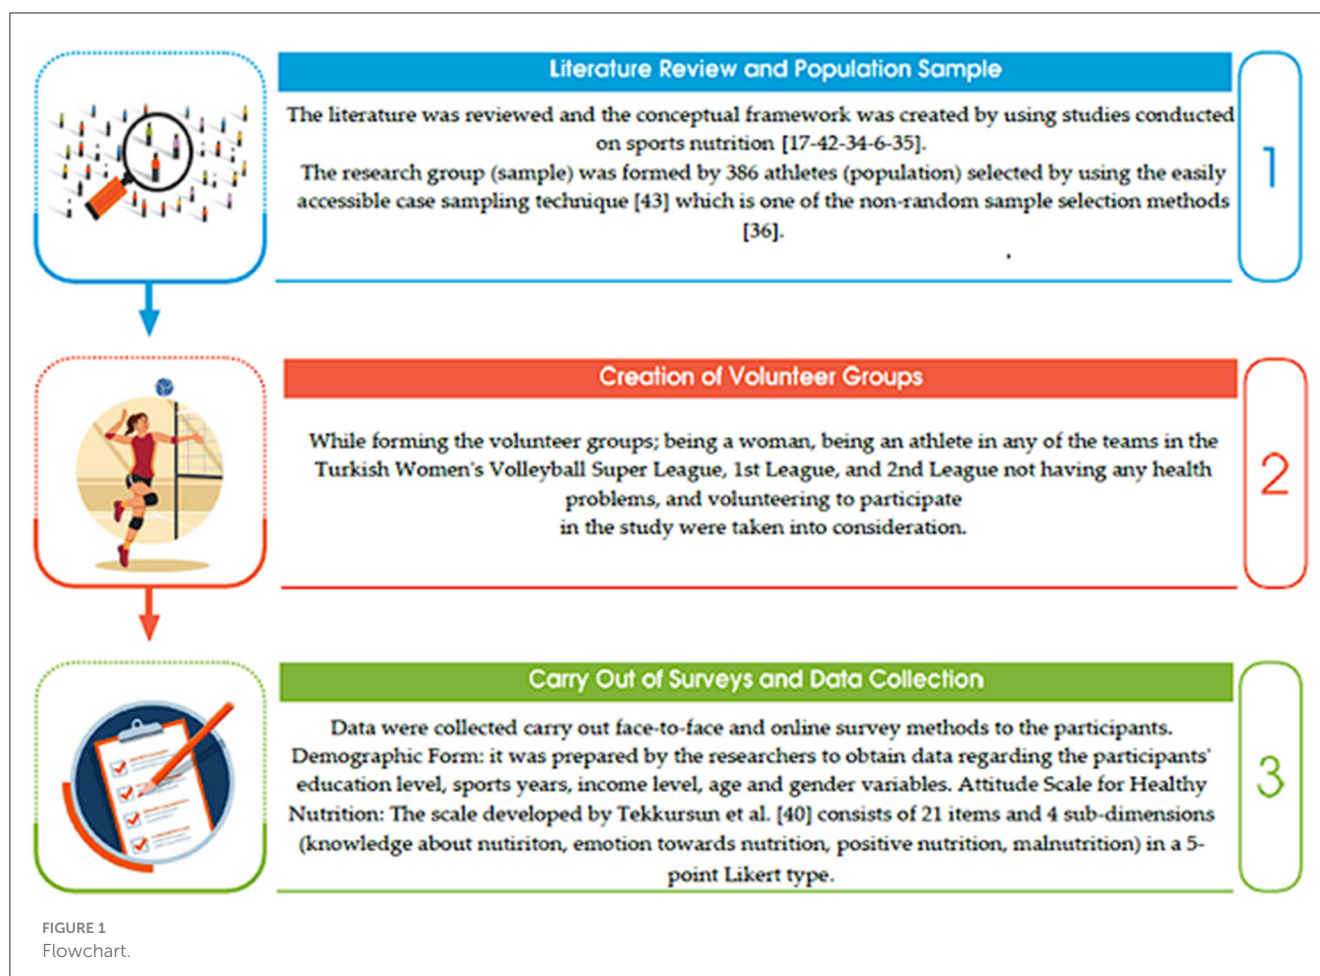 Literature Review and Population Sample
The literature was reviewed and the conceptual framework was created by using studies conducted
on sports nutrition [17-42-34-6-35].
The research group (sample) was formed by 386 athletes (population) selected by using the easily
accessible case sampling technique [43] which is one of the non-random sample selection methods
[36].
1
Creation of Volunteer Groups
While forming the volunteer groups; being a woman, being an athlete in any of the teams in the
Turkish Women's Volleyball Super League, 1st League, and 2nd League not having any health
problems, and volunteering to participate
in the study were taken into consideration.
2
Carry Out of Surveys and Data Collection
Data were collected carry out face-to-face and online survey methods to the participants.
Demographic Form: it was prepared by the researchers to obtain data regarding the participants'
education level, sports years, income level, age and gender variables. Attitude Scale for Healthy
Nutrition: The scale developed by Tekkursun et al. [40] consists of 21 items and 4 sub-dimensions
(knowledge about nutiriton, emotion towards nutrition, positive nutrition, malnutrition) in a 5-
point Likert type.
3
FIGURE 1
Flowchart.